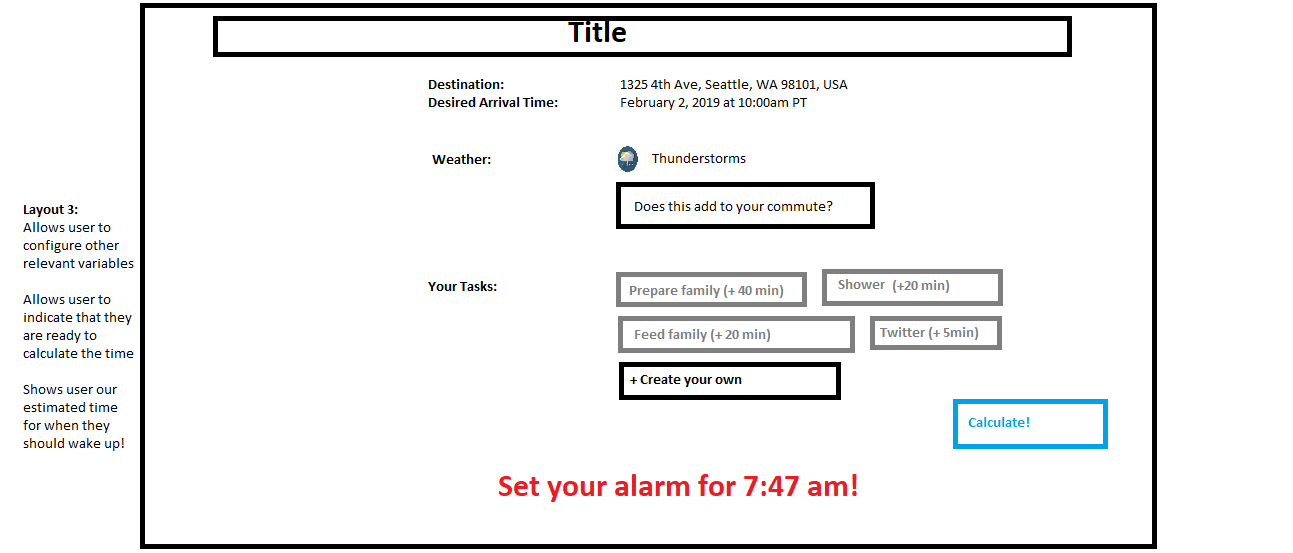 Title
Destination: 1325 4th Ave, Seattle, WA 98101, USA
Desired Arrival Time: February 2, 2019 at 10:00am PT
Weather: Thunderstorms
Does this add to your commute?
Layout 3:
Allows user to
configure other
relevant variables
Allows user to
indicate that they
are ready to
calculate the time
Shows user our
estimated time
for when they
should wake up!
Your Tasks:
Prepare family (+ 40 min)
Shower (+20 min)
Feed family (+ 20 min)
Twitter (+ 5min)
+ Create your own
Calculate!
Set your alarm for 7:47 am!